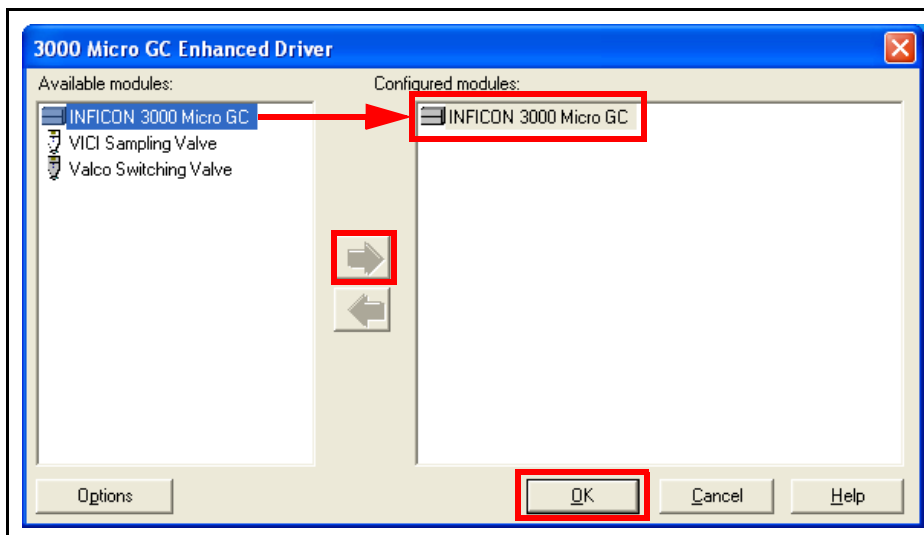 3000 Micro GC Enhanced Driver
Available modules:
Configured modules:
INFICON 3000 Micro GC
INFICON 3000 Micro GC
VICI Sampling Valve
Valco Switching Valve
Options
OK
Cancel
Help